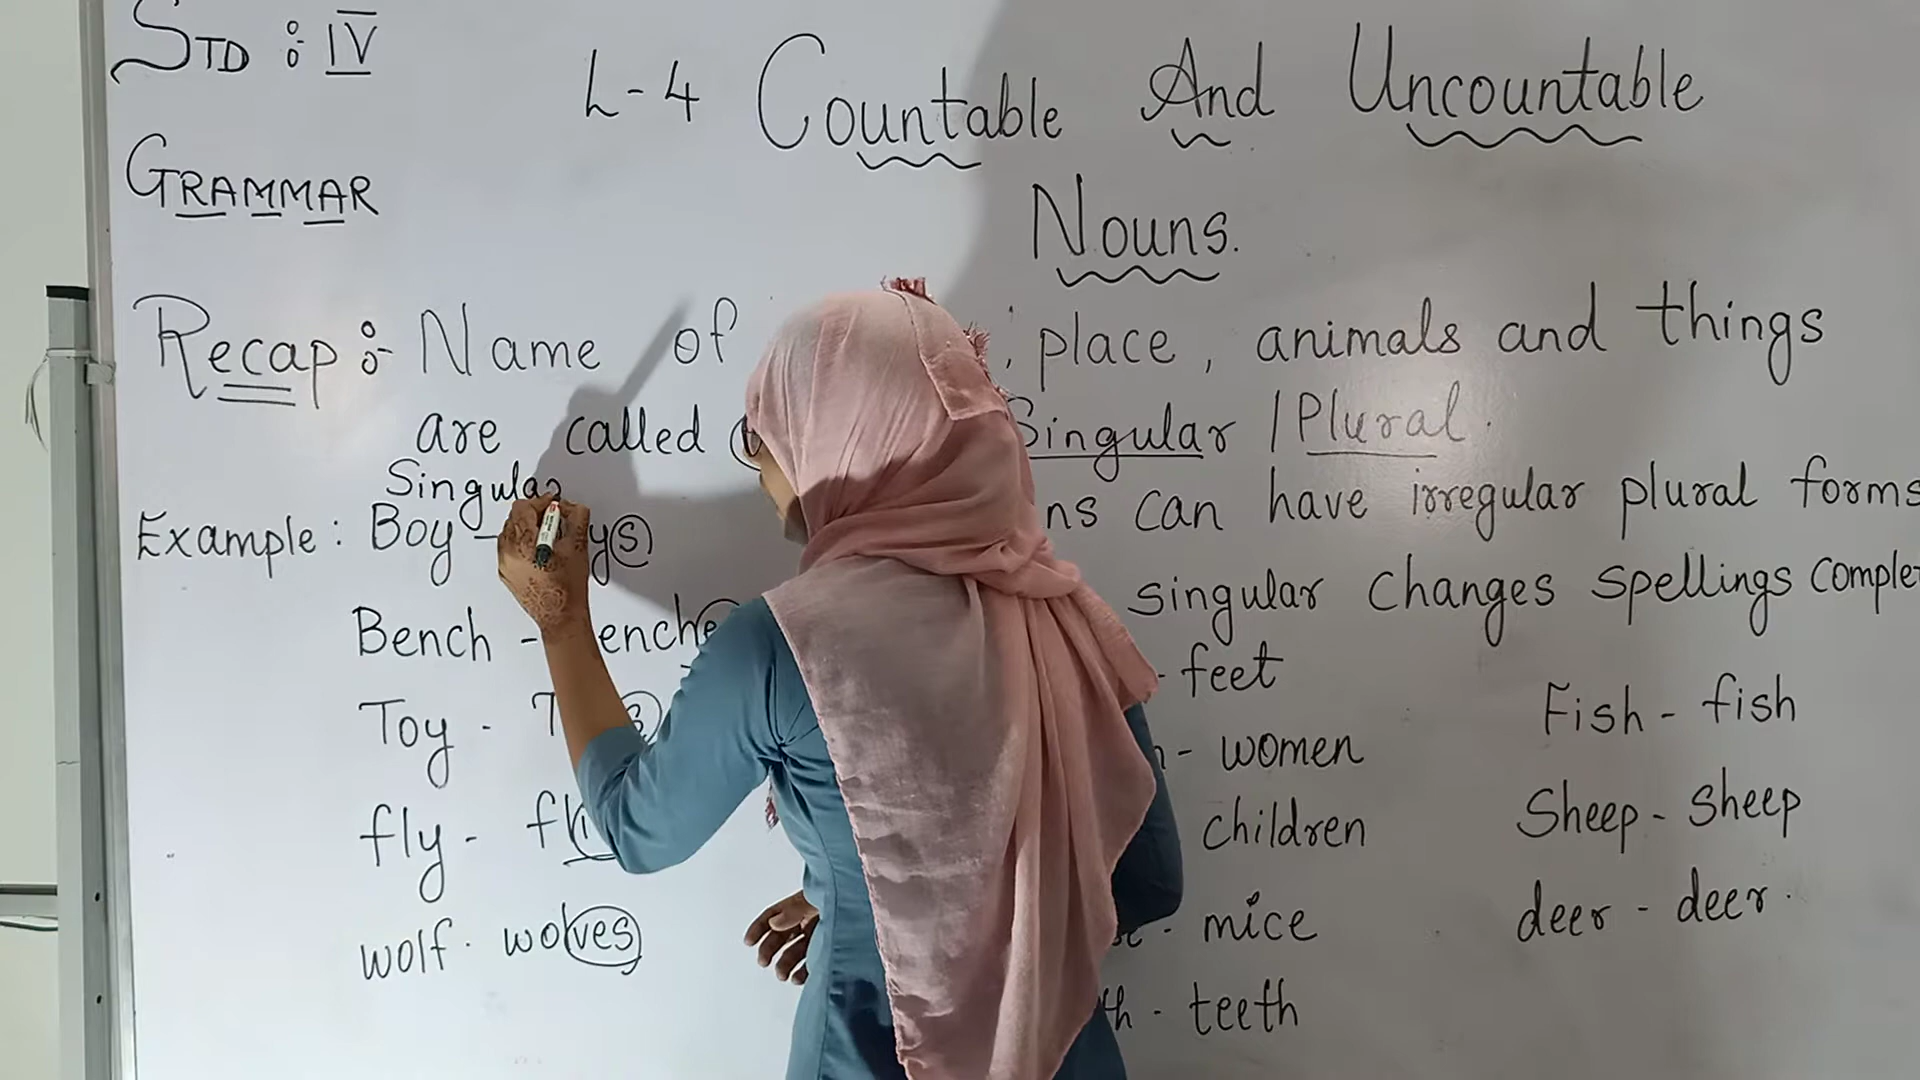 STD : IV
L-4 Countable And Uncountable
Nouns.
GRAMMAR
Recap :- Name of place, animals and things
are called Singular / Plural.
Singular
Example : Boy - ys
can have irregular plural forms
singular changes spellings
Bench - enche
Toy - s
fly -
wolf. wolves
- feet
- women
children
- mice
- teeth
Fish - fish
Sheep - Sheep
deer - deer.